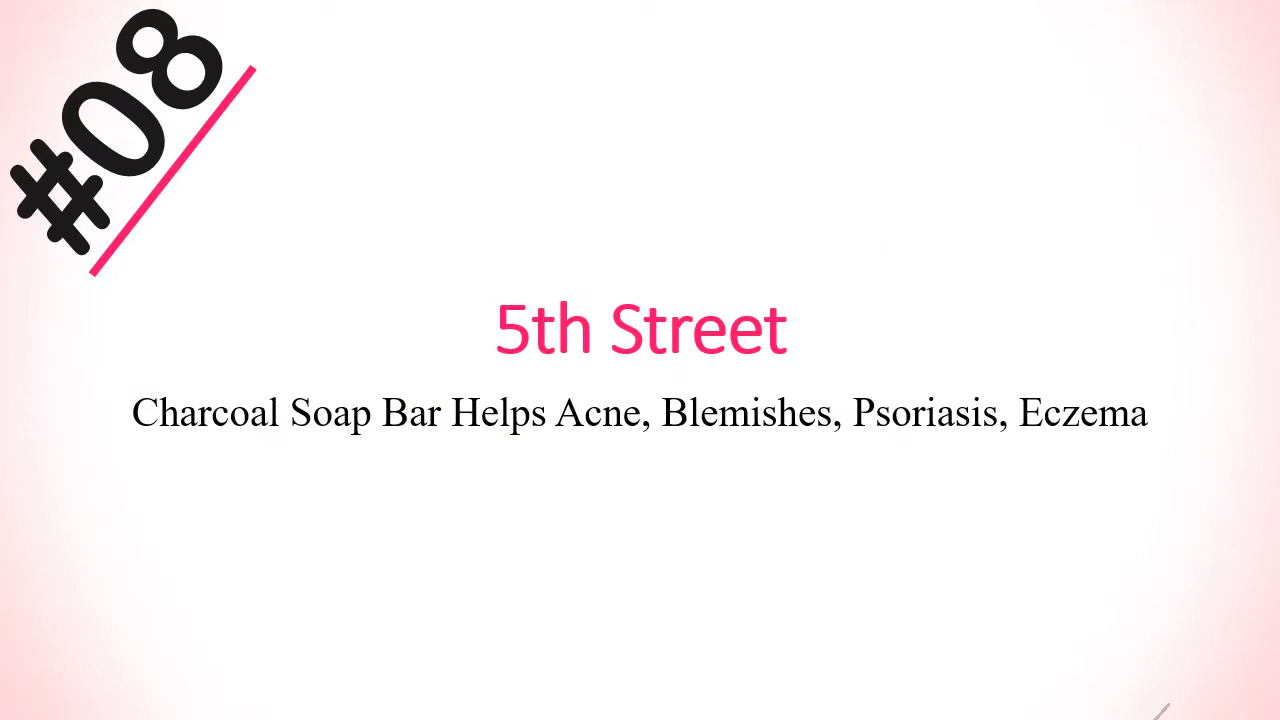 #08
5th Street
Charcoal Soap Bar Helps Acne, Blemishes, Psoriasis, Eczema